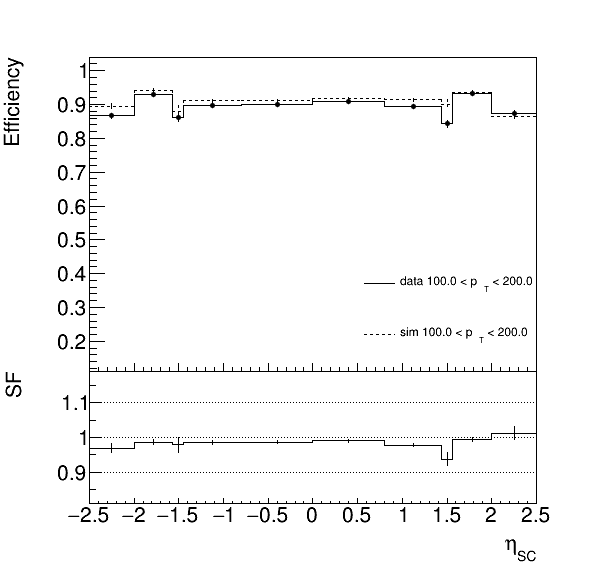 Efficiency
1
0.9
0.8
0.7
0.6
0.5
0.4
0.3
0.2
data 100.0 < p_T < 200.0
sim 100.0 < p_T < 200.0
SF
1.1
1
0.9
−2.5 −2 −1.5 −1 −0.5 0 0.5 1 1.5 2 2.5
η_SC